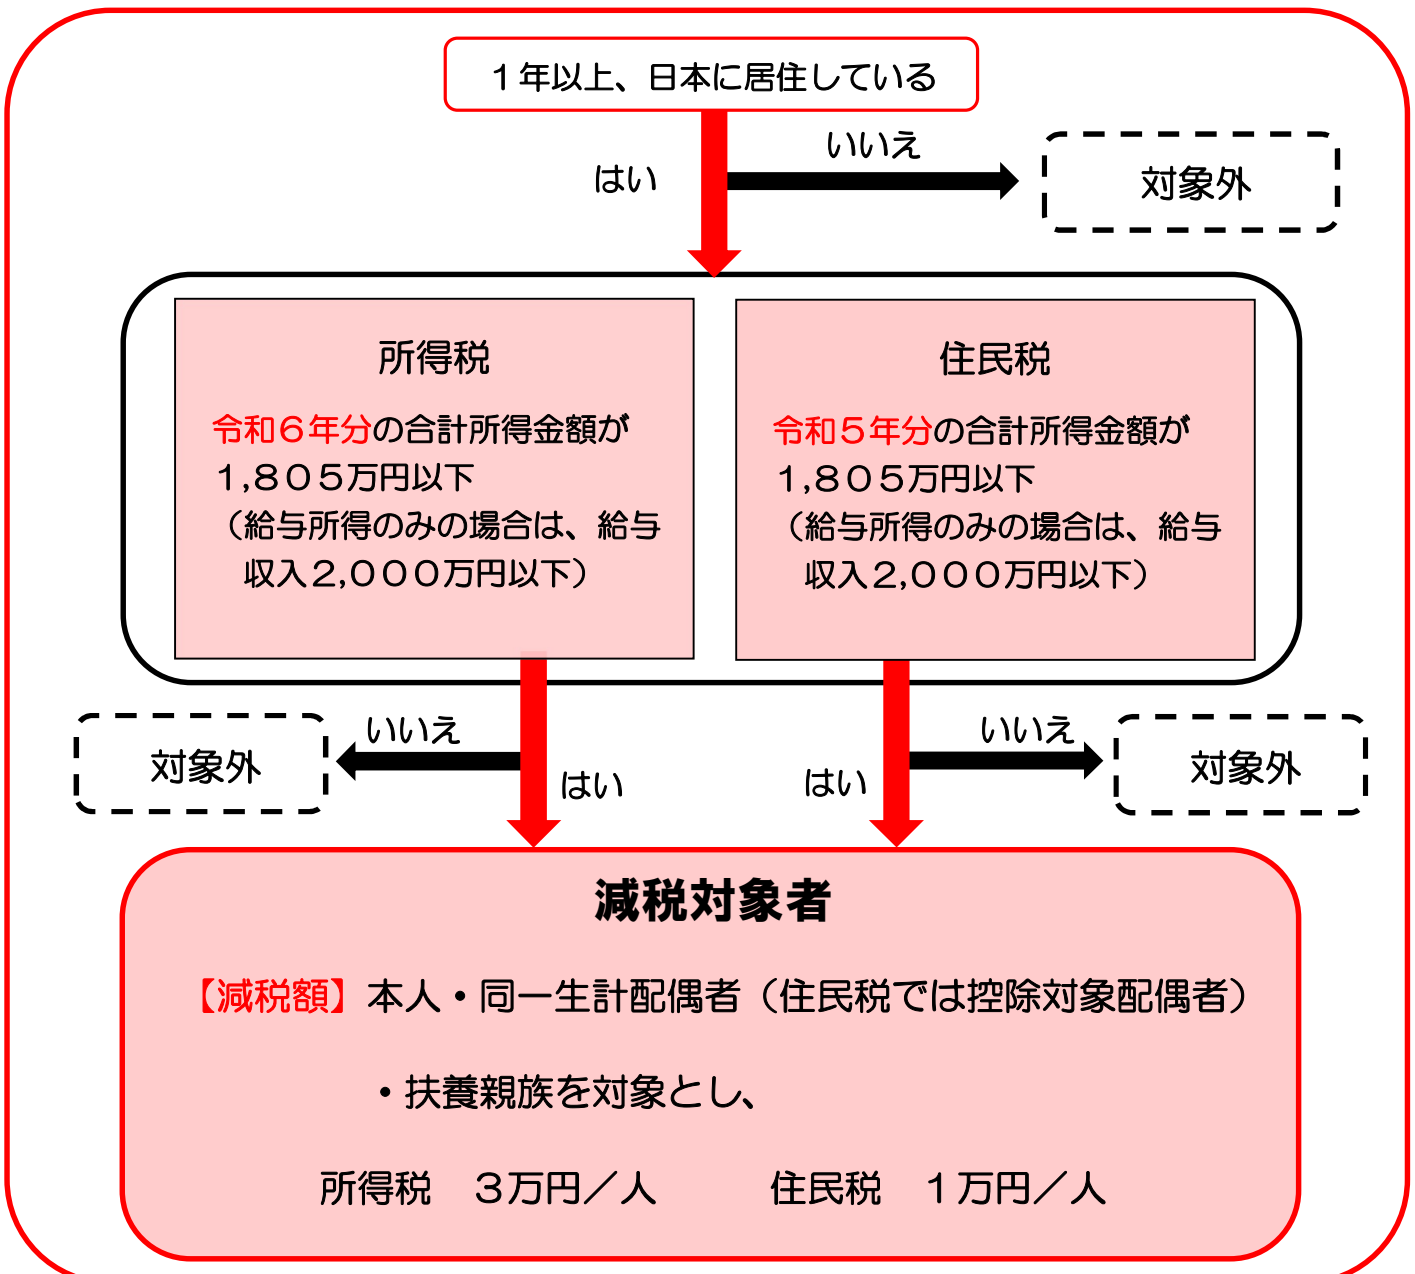 １年以上、日本に居住している
いいえ
はい
対象外
所得税
令和６年分の合計所得金額が
１,８０５万円以下
（給与所得のみの場合は、給与
収入２,０００万円以下）
住民税
令和５年分の合計所得金額が
１,８０５万円以下
（給与所得のみの場合は、給与
収入２,０００万円以下）
いいえ
対象外
はい
いいえ
はい
対象外
減税対象者
【減税額】本人・同一生計配偶者（住民税では控除対象配偶者）
・扶養親族を対象とし、
所得税　３万円／人　　　住民税　１万円／人